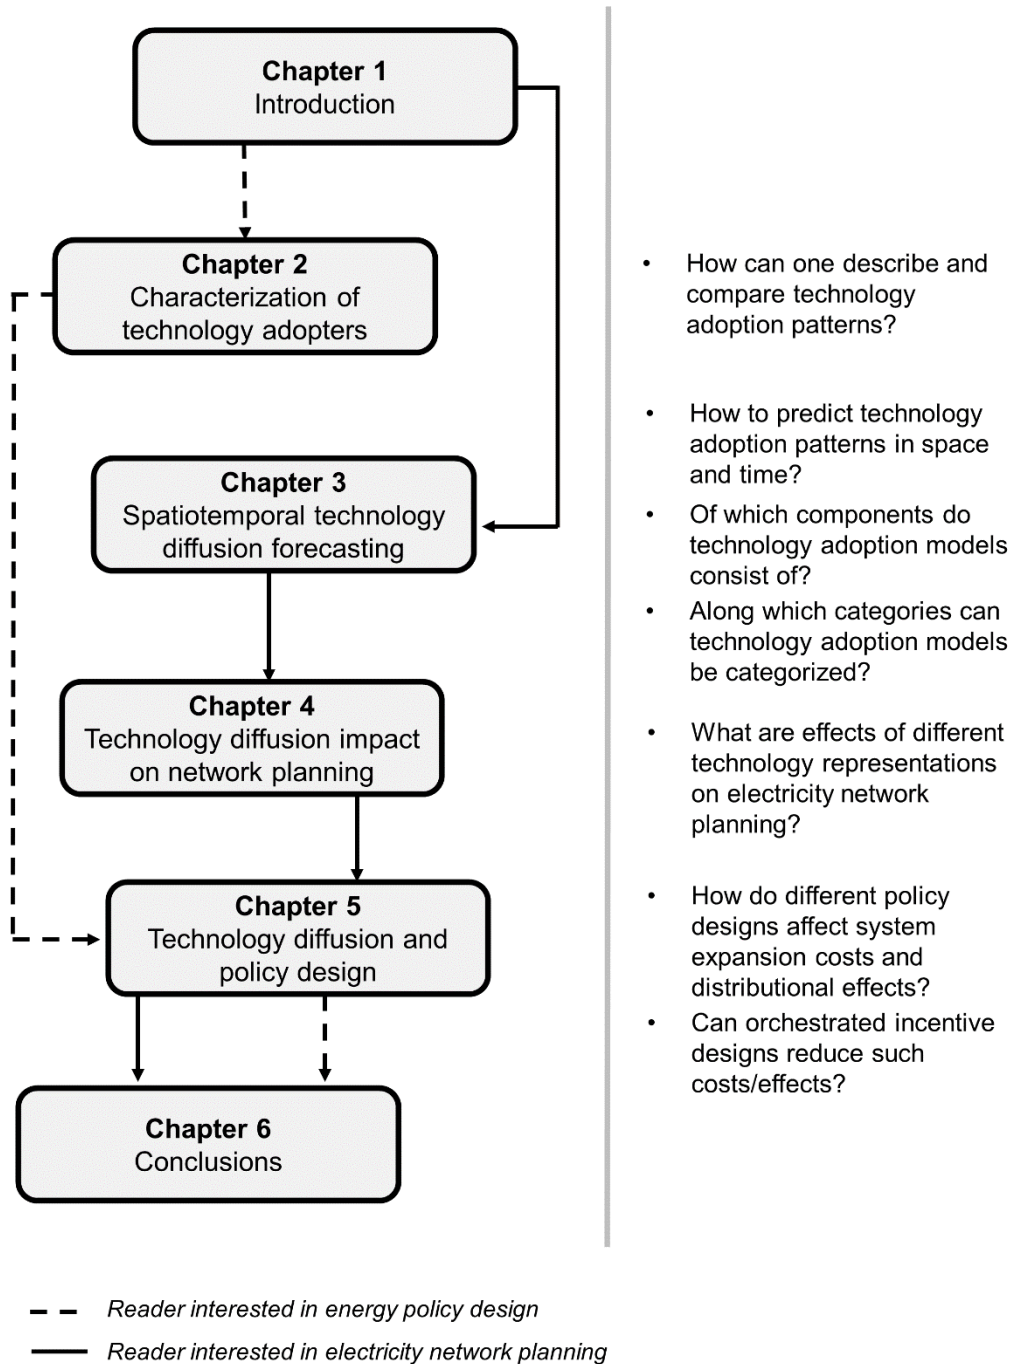 Chapter 1
Introduction
Chapter 2
Characterization of
technology adopters
• How can one describe and
compare technology
adoption patterns?
Chapter 3
Spatiotemporal technology
diffusion forecasting
• How to predict technology
adoption patterns in space
and time?
• Of which components do
technology adoption models
consist of?
• Along which categories can
technology adoption models
be categorized?
Chapter 4
Technology diffusion impact
on network planning
• What are effects of different
technology representations
on electricity network
planning?
Chapter 5
Technology diffusion and
policy design
• How do different policy
designs affect system
expansion costs and
distributional effects?
• Can orchestrated incentive
designs reduce such
costs/effects?
Chapter 6
Conclusions
Reader interested in energy policy design
Reader interested in electricity network planning